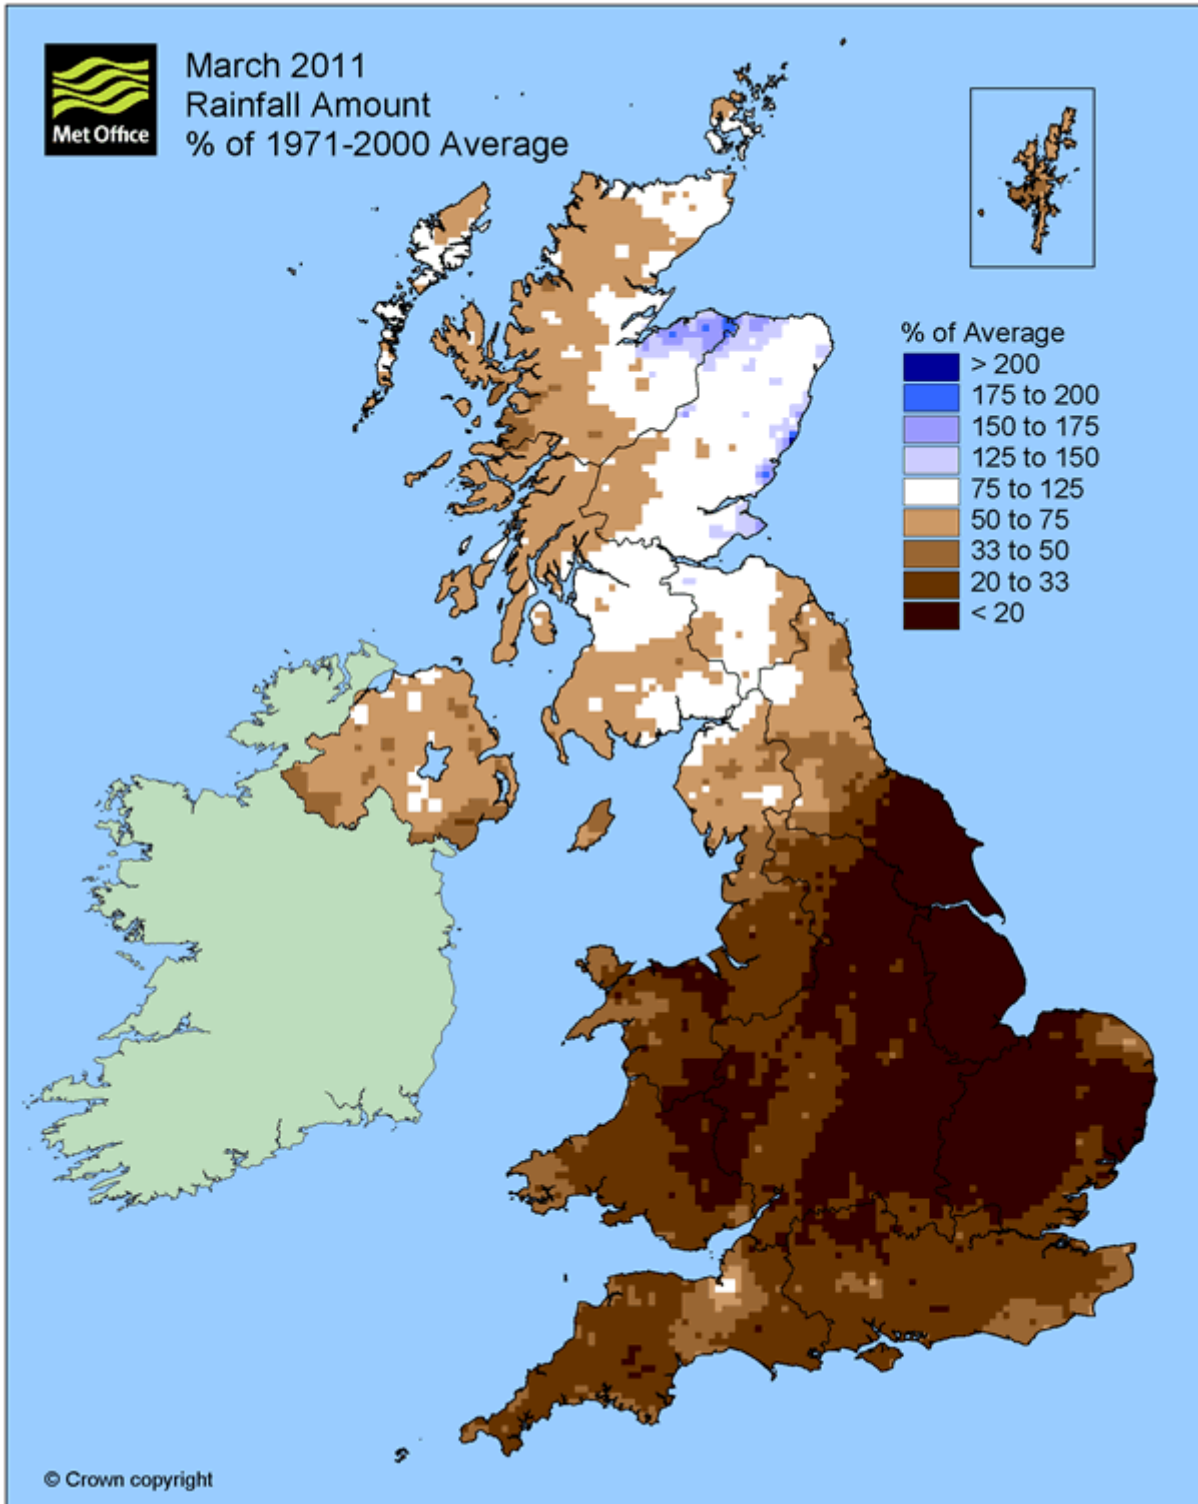 Met Office
March 2011
Rainfall Amount
% of 1971-2000 Average
% of Average
> 200
175 to 200
150 to 175
125 to 150
75 to 125
50 to 75
33 to 50
20 to 33
< 20
© Crown copyright